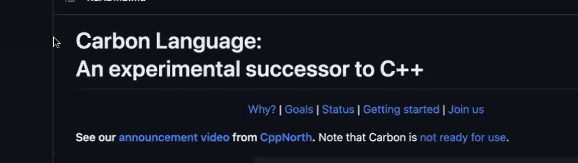 Carbon Language:
An experimental successor to C++
Why? | Goals | Status | Getting started | Join us
See our announcement video from CppNorth. Note that Carbon is not ready for use.